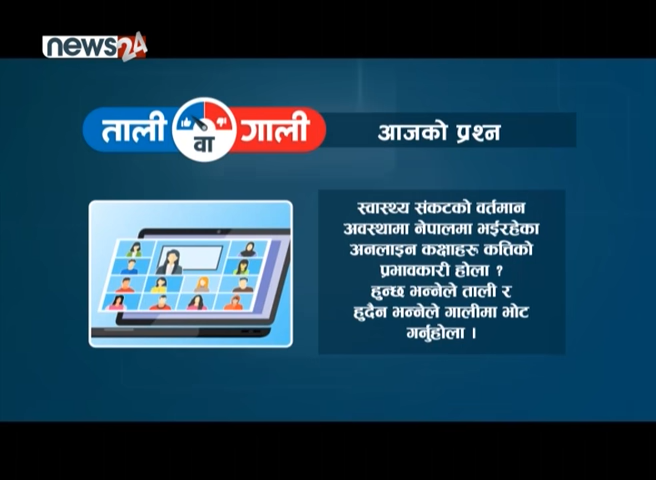 news24
ताली वा गाली
आजको प्रश्न
स्वास्थ्य संकटको वर्तमान
अवस्थामा नेपालमा भईरहेका
अनलाइन कक्षाहरु कतिको
प्रभावकारी होला ?
हुन्छ भन्नेले ताली र
हुदैन भन्नेले गालीमा भोट
गर्नुहोला ।